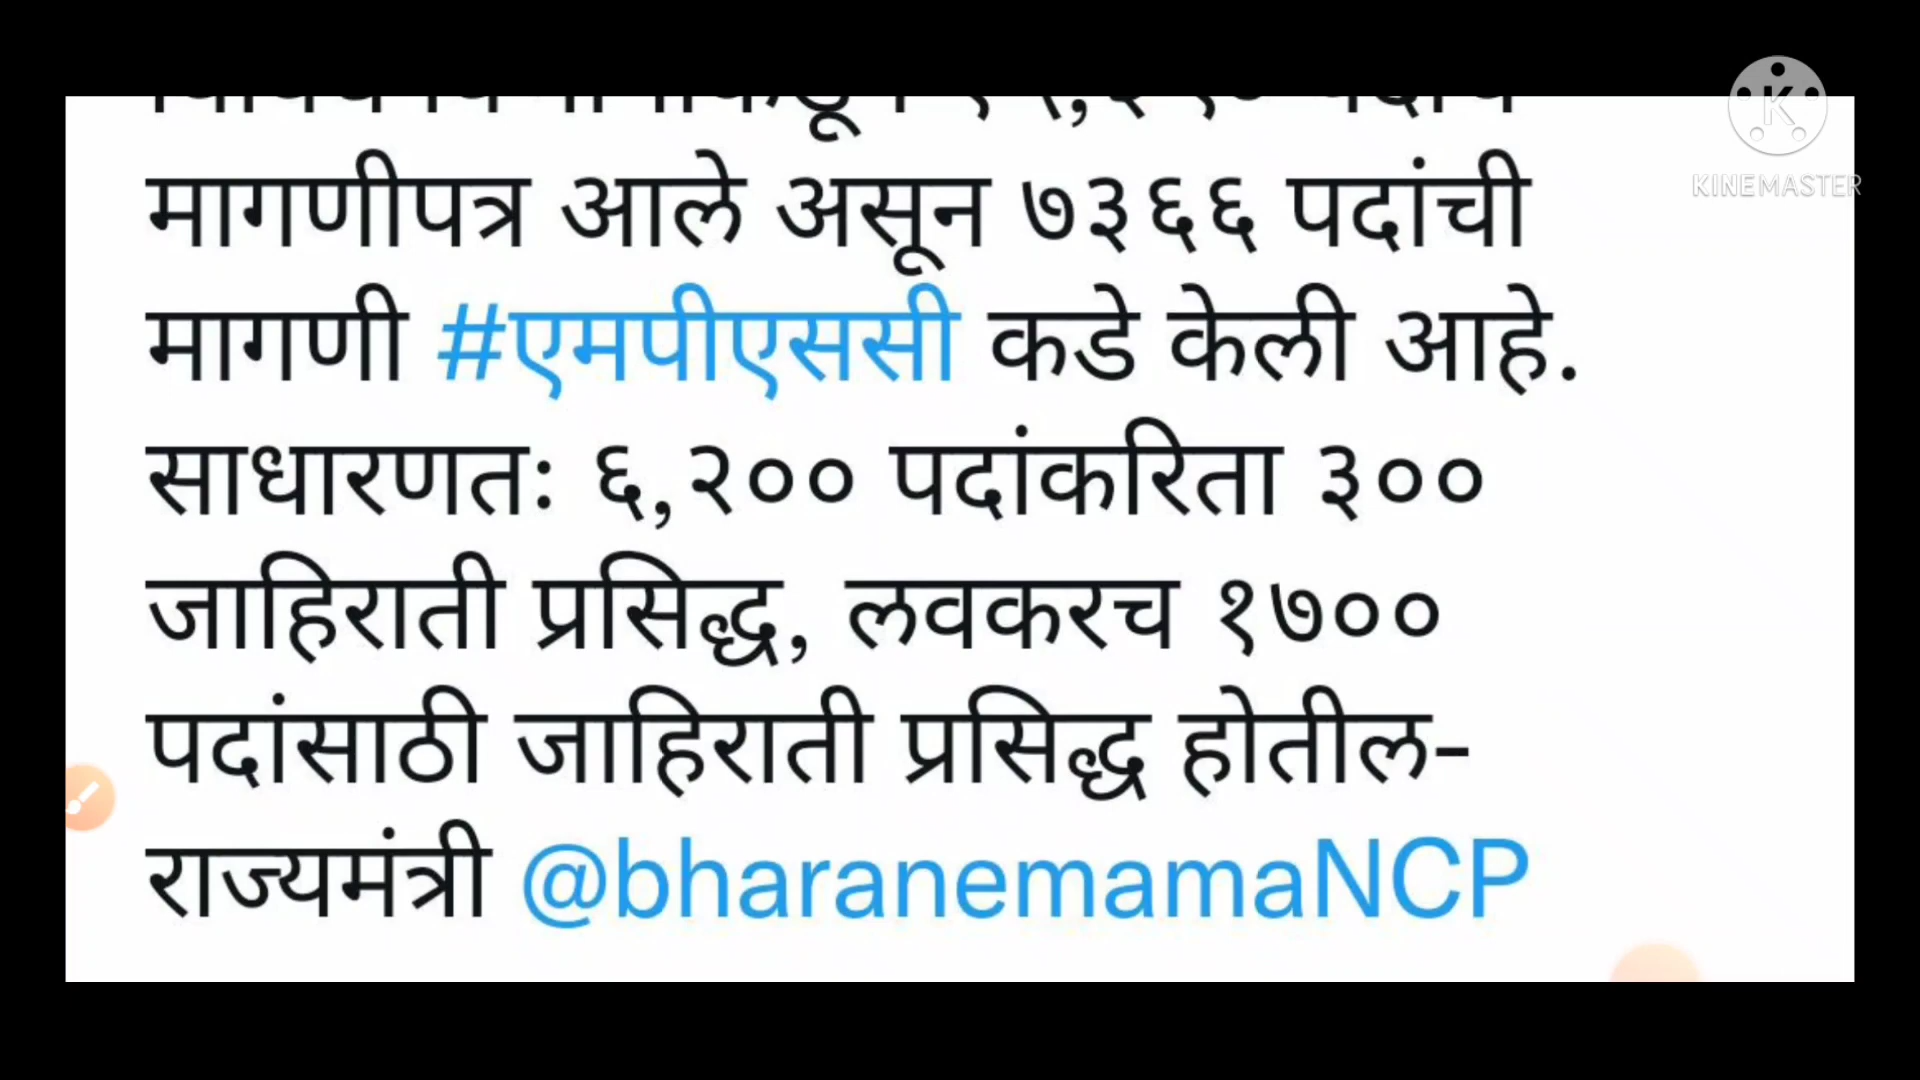 मागणीपत्र आले असून ७३६६ पदांची
मागणी #एमपीएससी कडे केली आहे.
साधारणतः ६,२०० पदांकरिता ३००
जाहिराती प्रसिद्ध, लवकरच १७००
पदांसाठी जाहिराती प्रसिद्ध होतील-
राज्यमंत्री @bharanemamaNCP
K
KINEMASTER